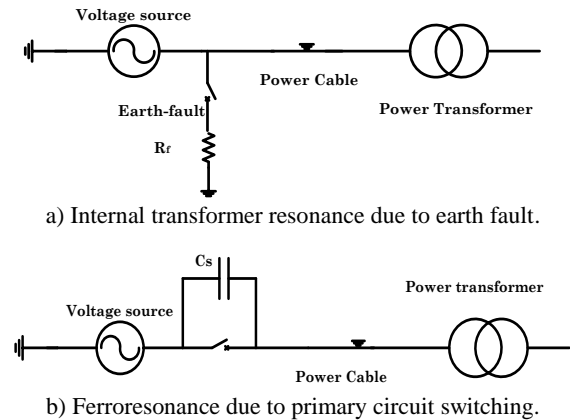 Voltage source
Power Cable
Earth-fault
Power Transformer
Rf
a) Internal transformer resonance due to earth fault.
Cs
Voltage source
Power transformer
Power Cable
b) Ferroresonance due to primary circuit switching.